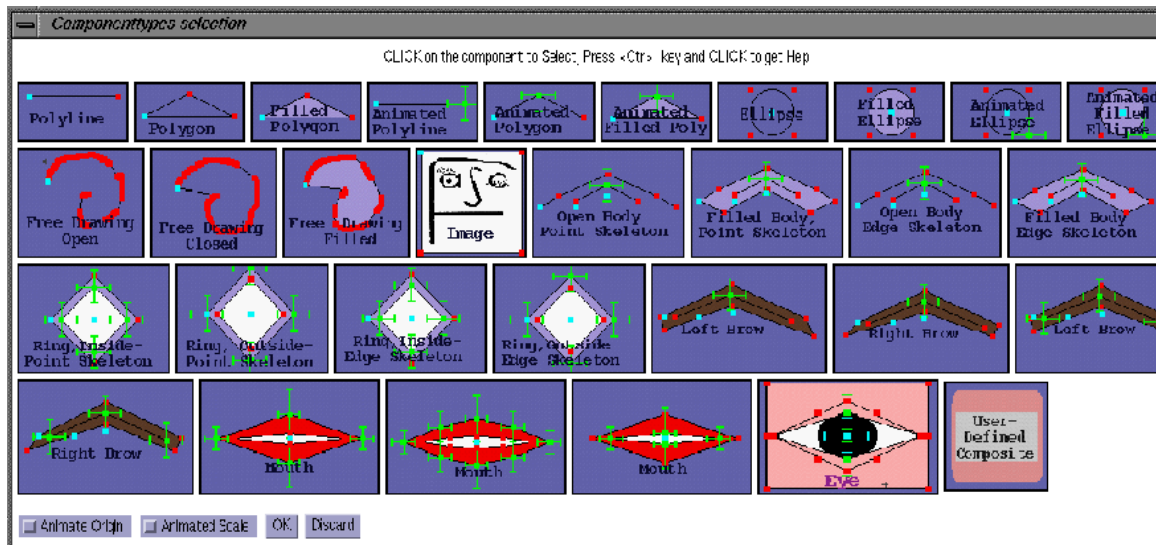 Componenttypes selection
CLICK on the component to Select, Press <Ctr> key and CLICK to get Help
Polyline
Polygon
Filled
Polygon
Animated
Polyline
Animated
Polygon
Animated
Filled Poly
Ellipse
Filled
Ellipse
Animated
Ellipse
Animated
Filled
Ellipse
Free Drawing
Open
Free Drawing
Closed
Free Drawing
Filled
Image
Open Body
Point Skeleton
Filled Body,
Point Skeleton
Open Body
Edge Skeleton
Filled Body,
Edge Skeleton
Ring, Inside-
Point Skeleton
Ring, Outside-
Point Skeleton
Ring, Inside-
Edge Skeleton
Ring, Outside-
Edge Skeleton
Left Brow
Right Brow
Left Brow
Right Brow
Mouth
Mouth
Mouth
Eye
User-
Defined
Composite
Animate Origin
Animated Scale
OK
Discard